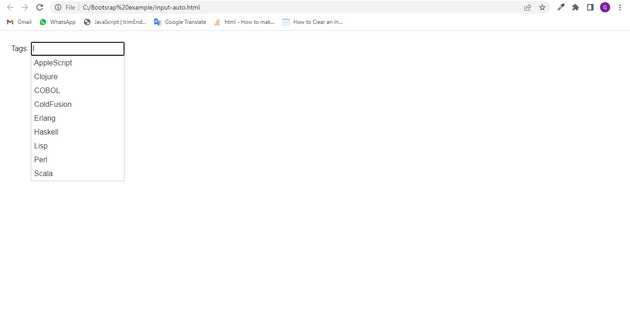 File | C:/Bootsrap%20example/input-auto.html
G
Gmail WhatsApp JavaScript | trimEnd... Google Translate html - How to mak... How to Clear an in...
Tags:
AppleScript
Clojure
COBOL
ColdFusion
Erlang
Haskell
Lisp
Perl
Scala